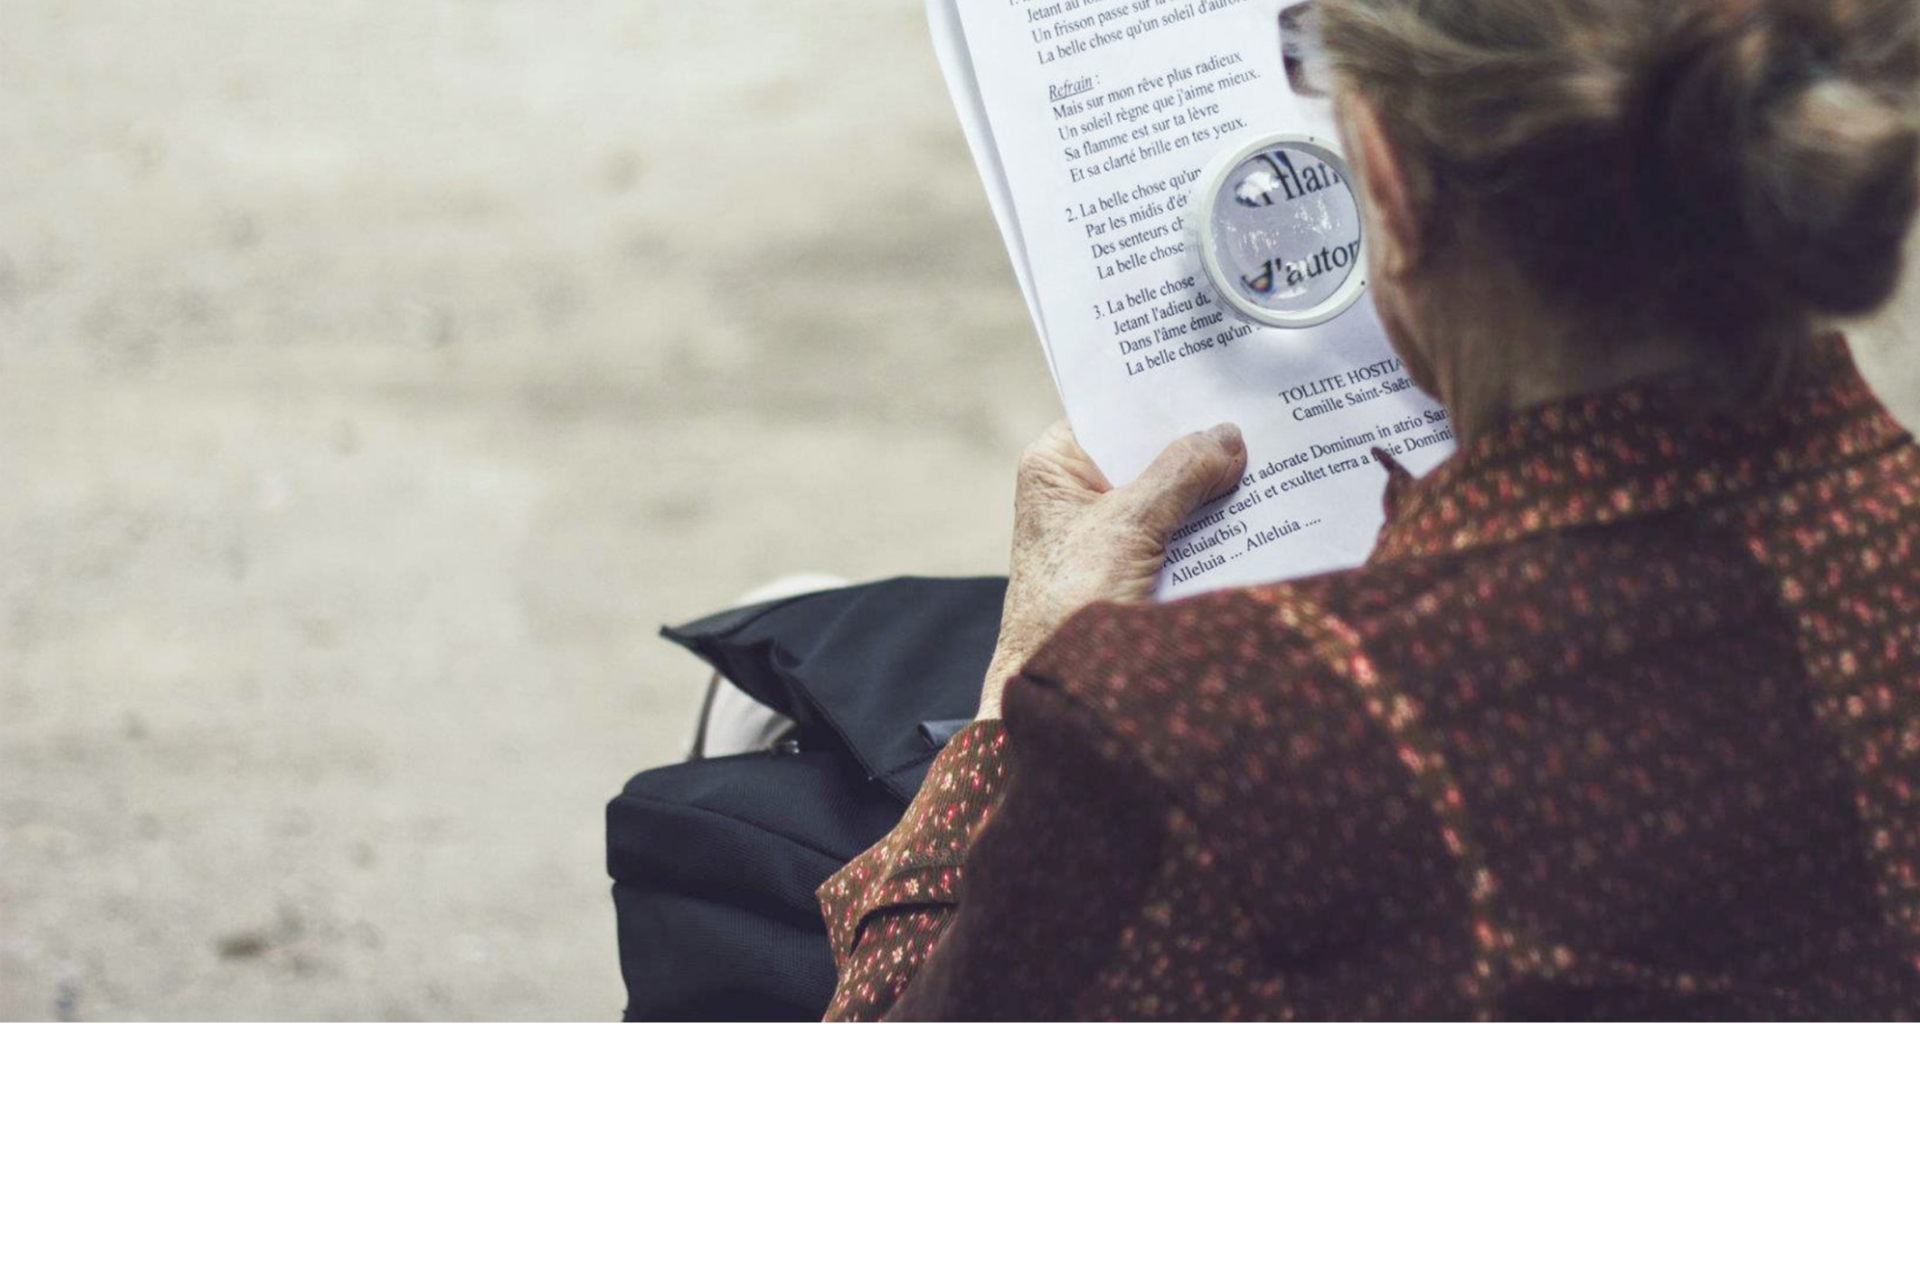 1.
Jetant au
Un frisson passe sur la
La belle chose qu'un soleil d'aurore
Refrain :
Mais sur mon rêve plus radieux
Un soleil règne que j'aime mieux.
Sa flamme est sur ta lèvre
Et sa clarté brille en tes yeux.
2. La belle chose qu'un
Par les midis d'é
Des senteurs ch
La belle chose
flam
3. La belle chose
d'autom
Jetant l'adieu du
Dans l'âme émue
La belle chose qu'un
TOLLITE HOSTIA
Camille Saint-Saën
et adorate Dominum in atrio San
caeli et exultet terra a Domini
Alleluia(bis)
Alleluia ... Alleluia ....